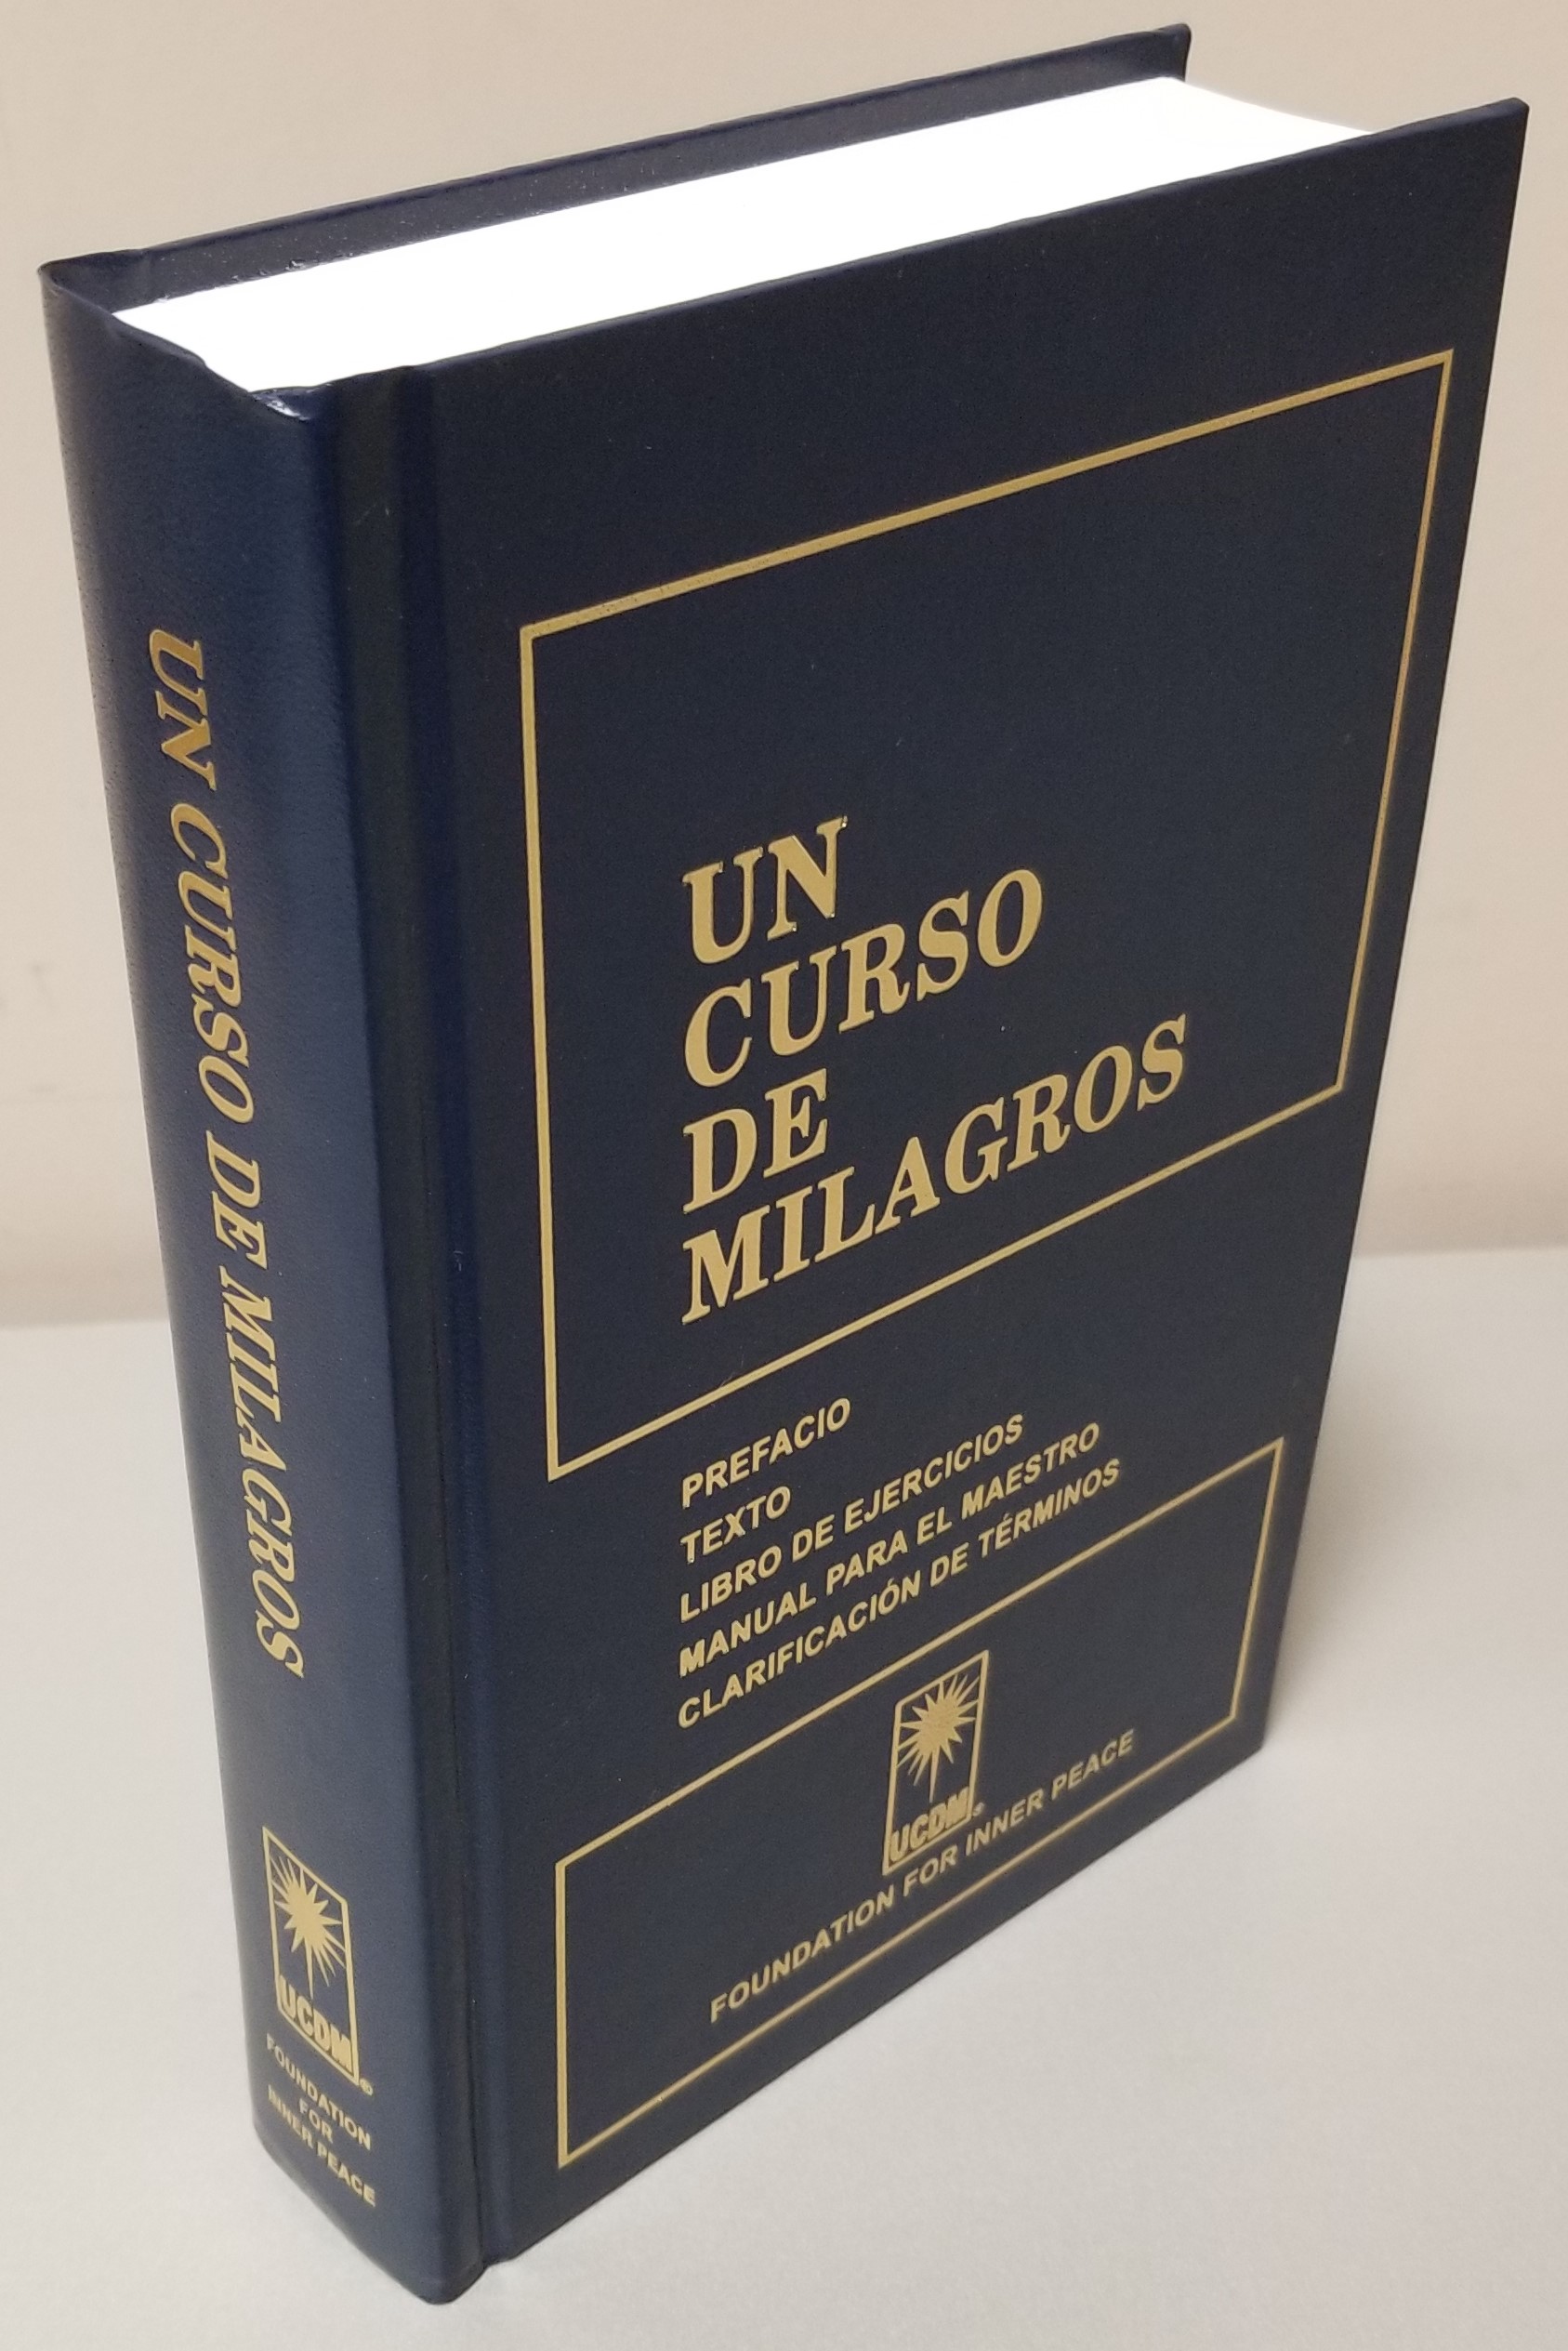 UN CURSO DE MILAGROS
UCDM®
FOUNDATION
FOR
INNER PEACE
UN
CURSO
DE
MILAGROS
PREFACIO
TEXTO
LIBRO DE EJERCICIOS
MANUAL PARA EL MAESTRO
CLARIFICACIÓN DE TÉRMINOS
UCDM®
FOUNDATION FOR INNER PEACE